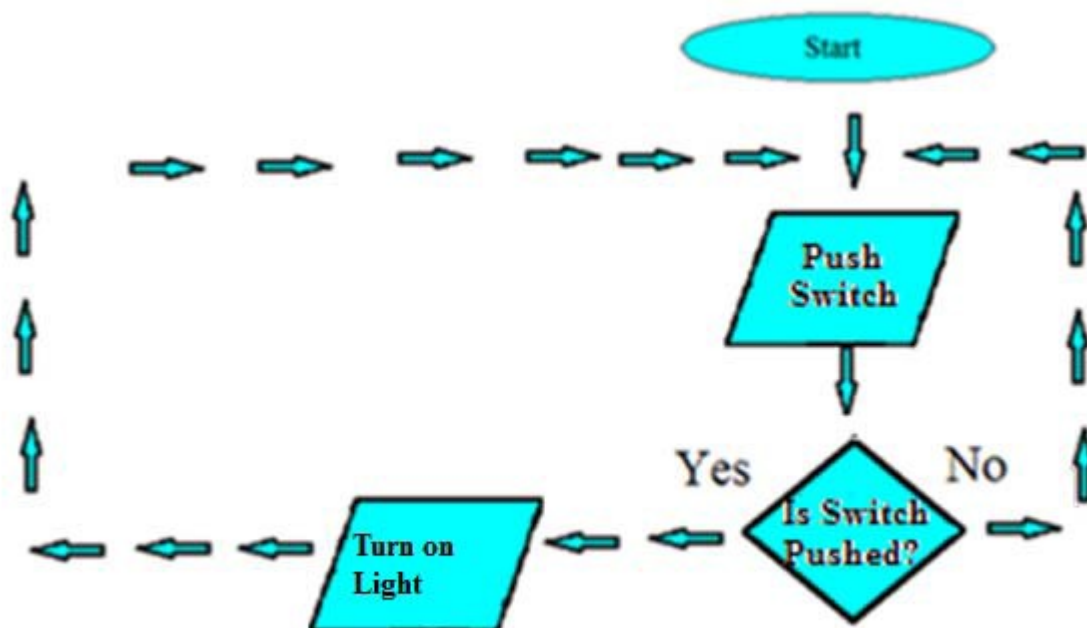 Start
Push
Switch
Yes
No
Is Switch
Pushed?
Turn on
Light